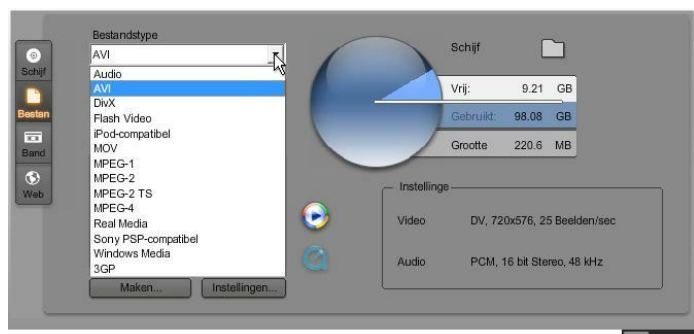 Bestandstype
AVI
Audio
AVI
DivX
Flash Video
iPod-compatibel
MOV
MPEG-1
MPEG-2
MPEG-2 TS
MPEG-4
Real Media
Sony PSP-compatibel
Windows Media
3GP
Maken...
Instellingen...
Schijf
Bestan
Band
Web
Schijf
Vrij: 9.21 GB
Gebruikt: 98.08 GB
Grootte 220.6 MB
Instellinge
Video DV, 720x576, 25 Beelden/sec
Audio PCM, 16 bit Stereo, 48 kHz